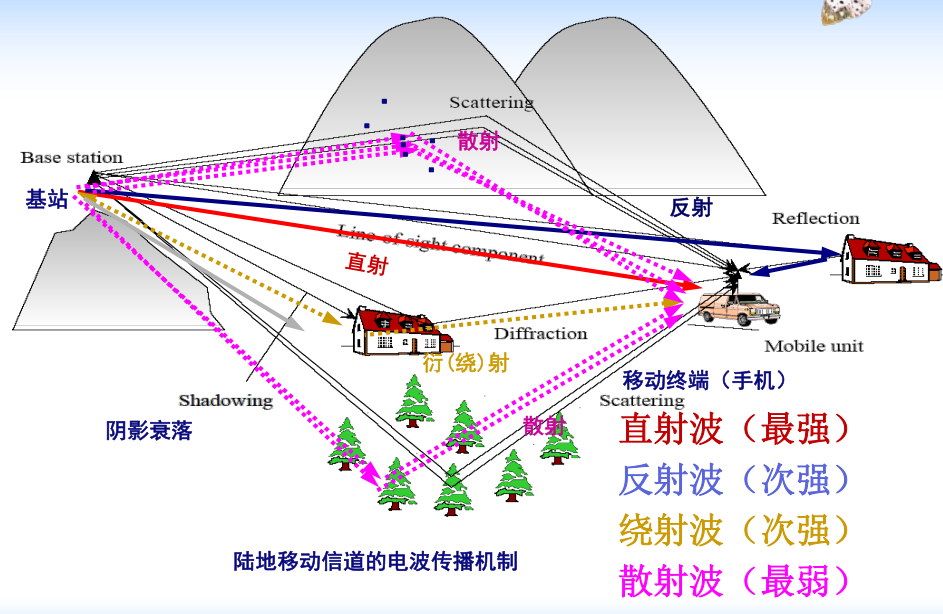 Scattering
散射
Base station
基站
反射
Reflection
Line of sight component
直射
Diffraction
衍(绕)射
Mobile unit
移动终端（手机）
Shadowing
阴影衰落
Scattering
散射
直射波（最强）
反射波（次强）
绕射波（次强）
散射波（最弱）
陆地移动信道的电波传播机制